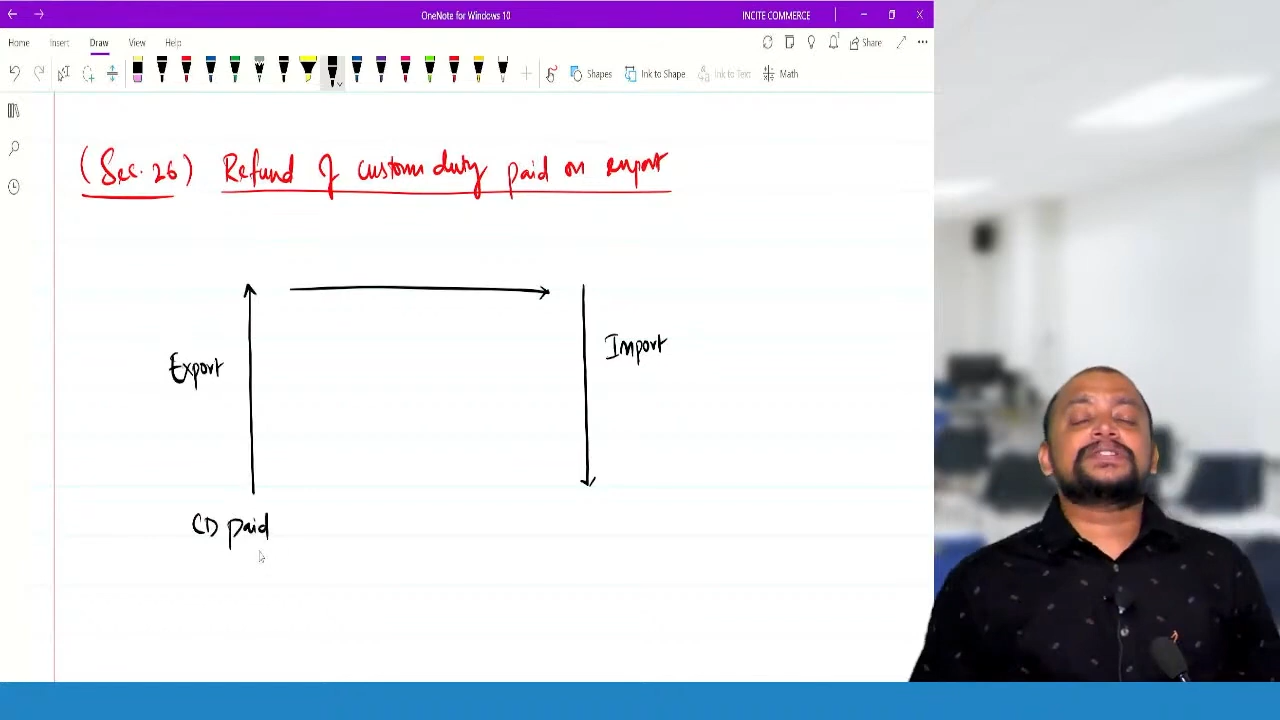 OneNote for Windows 10
INCITE COMMERCE
Home Insert Draw View Help
Share
Shapes Ink to Shape Ink to Text Math
(Sec. 26) Refund of custom duty paid on export
Export
Import
CD paid